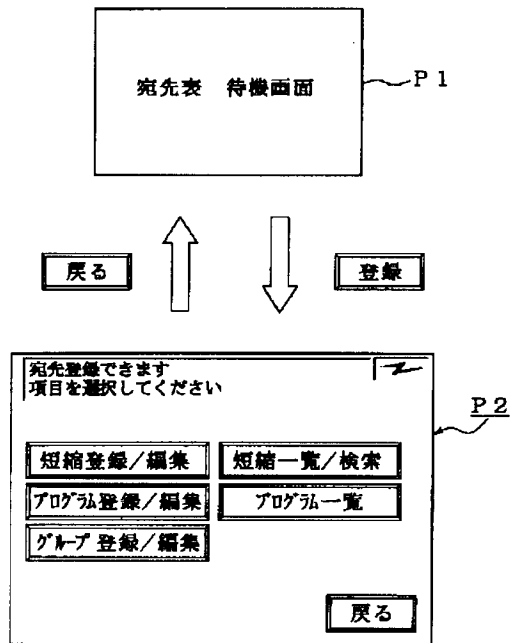 宛先表 待機画面
P1
戻る
登録
宛先登録できます
項目を選択してください
P2
短縮登録/編集
短縮一覧/検索
プログラム登録/編集
プログラム一覧
グループ登録/編集
戻る